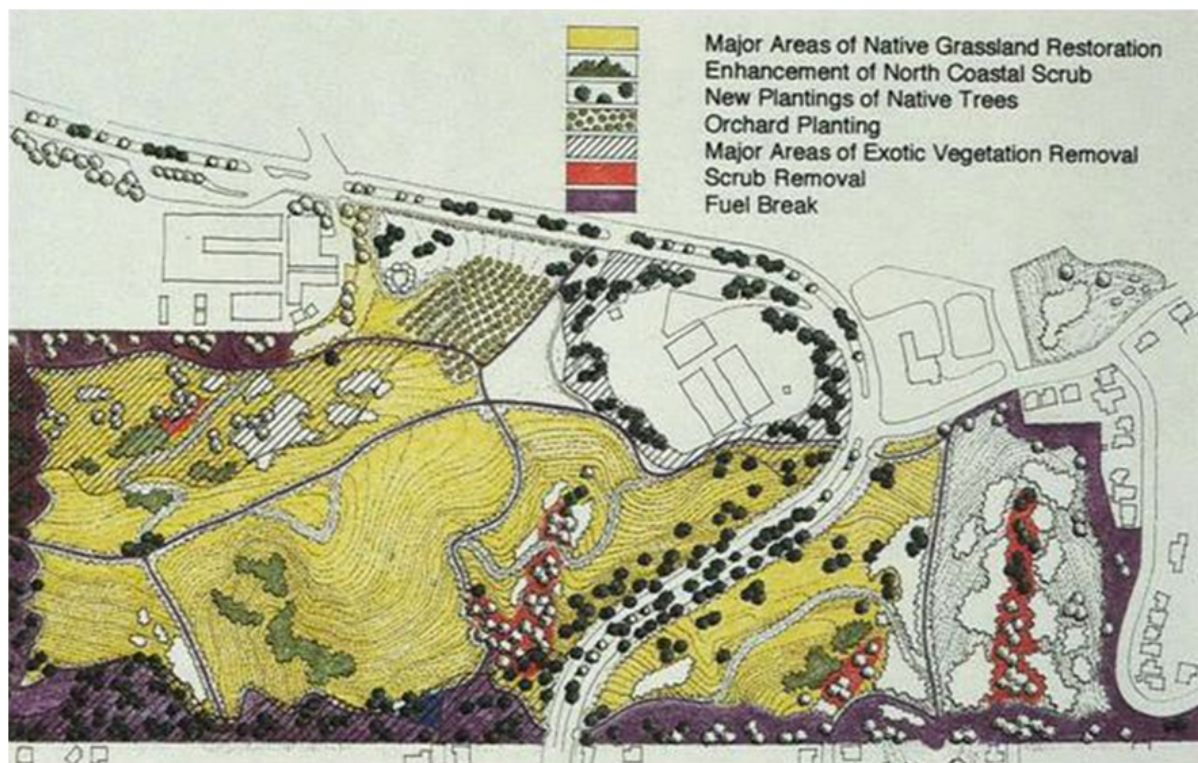 Major Areas of Native Grassland Restoration
Enhancement of North Coastal Scrub
New Plantings of Native Trees
Orchard Planting
Major Areas of Exotic Vegetation Removal
Scrub Removal
Fuel Break